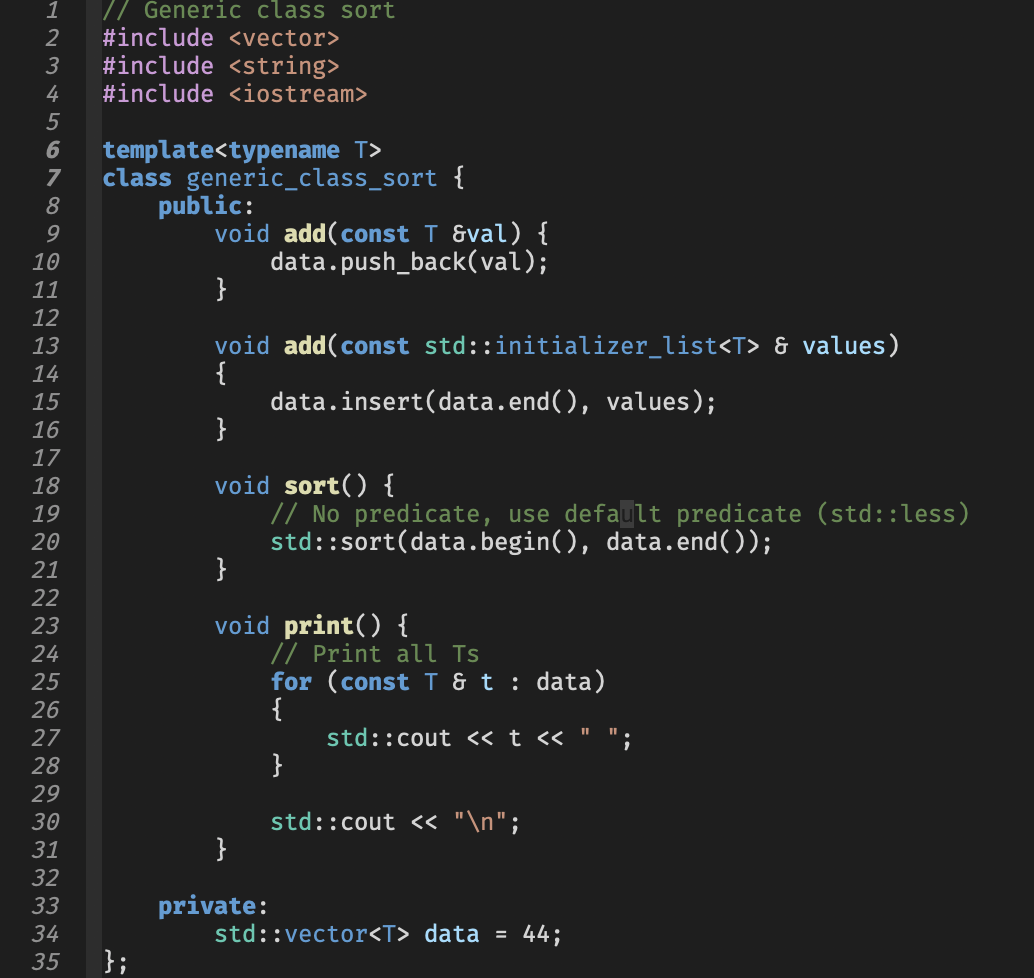 1 // Generic class sort
2 #include <vector>
3 #include <string>
4 #include <iostream>
5
6 template<typename T>
7 class generic_class_sort {
8     public:
9         void add(const T &val) {
10             data.push_back(val);
11         }
12
13         void add(const std::initializer_list<T> & values)
14         {
15             data.insert(data.end(), values);
16         }
17
18         void sort() {
19             // No predicate, use default predicate (std::less)
20             std::sort(data.begin(), data.end());
21         }
22
23         void print() {
24             // Print all Ts
25             for (const T & t : data)
26             {
27                 std::cout << t << " ";
28             }
29
30             std::cout << "\n";
31         }
32
33     private:
34         std::vector<T> data = 44;
35 };